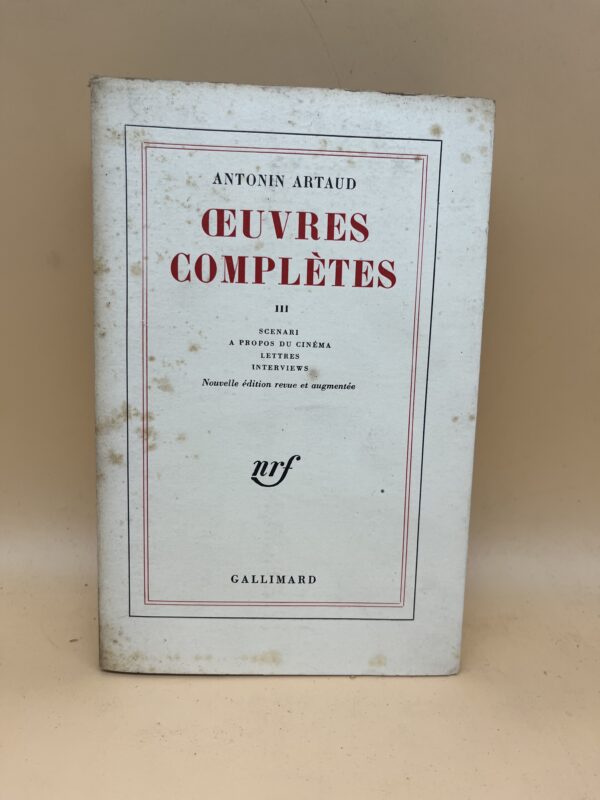 ANTONIN ARTAUD
ŒUVRES
COMPLÈTES
III
SCENARI
A PROPOS DU CINÉMA
LETTRES
INTERVIEWS
Nouvelle édition revue et augmentée
nrf
GALLIMARD